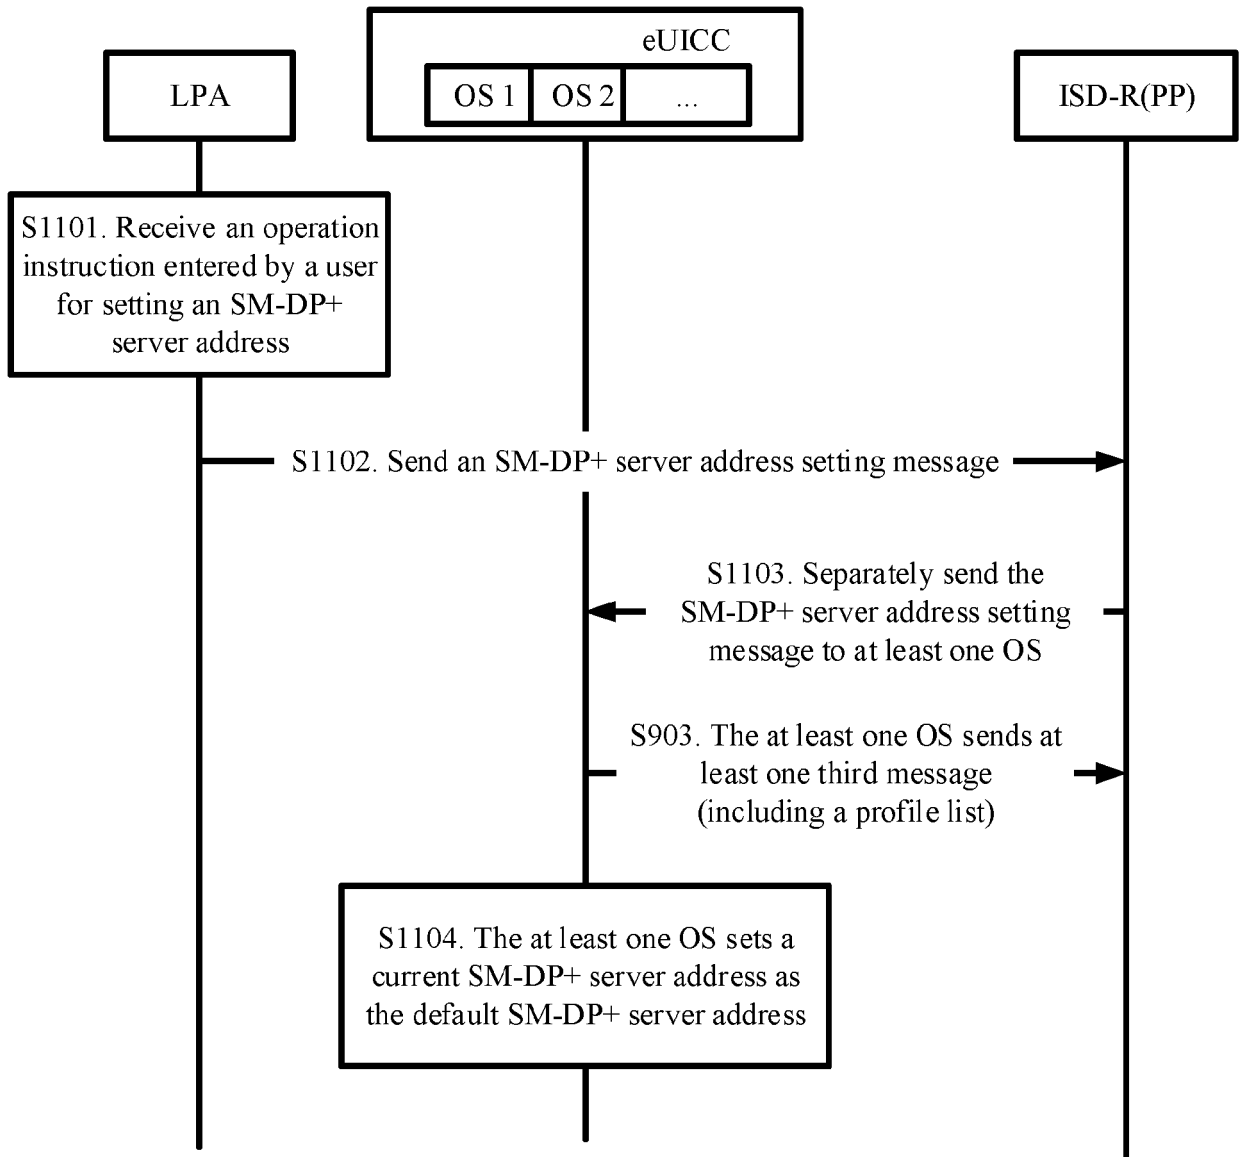 eUICC
LPA
OS 1
OS 2
...
ISD-R(PP)
S1101. Receive an operation
instruction entered by a user
for setting an SM-DP+
server address
S1102. Send an SM-DP+ server address setting message
S1103. Separately send the
SM-DP+ server address setting
message to at least one OS
S903. The at least one OS sends at
least one third message
(including a profile list)
S1104. The at least one OS sets a
current SM-DP+ server address as
the default SM-DP+ server address